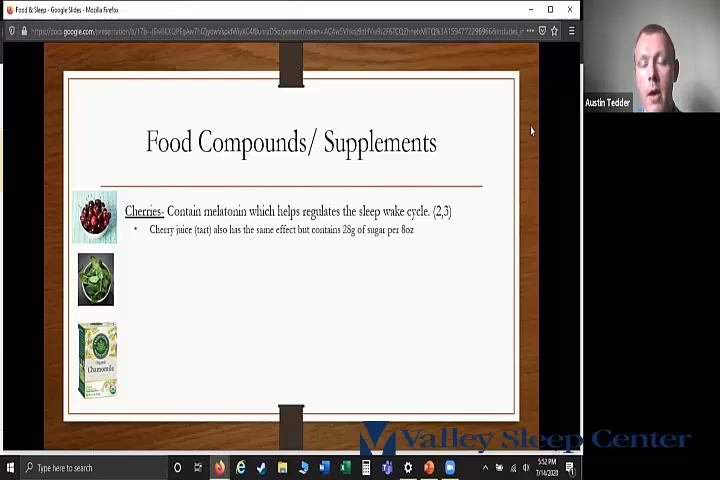 Food & Sleep - Google Slides - Mozilla Firefox
Austin Tedder
Food Compounds/ Supplements
Cherries- Contain melatonin which helps regulates the sleep wake cycle. (2,3)
• Cherry juice (tart) also has the same effect but contains 28g of sugar per 8oz
Organic
Chamomile
Valley Sleep Center
Type here to search
5:52 PM
7/14/2020